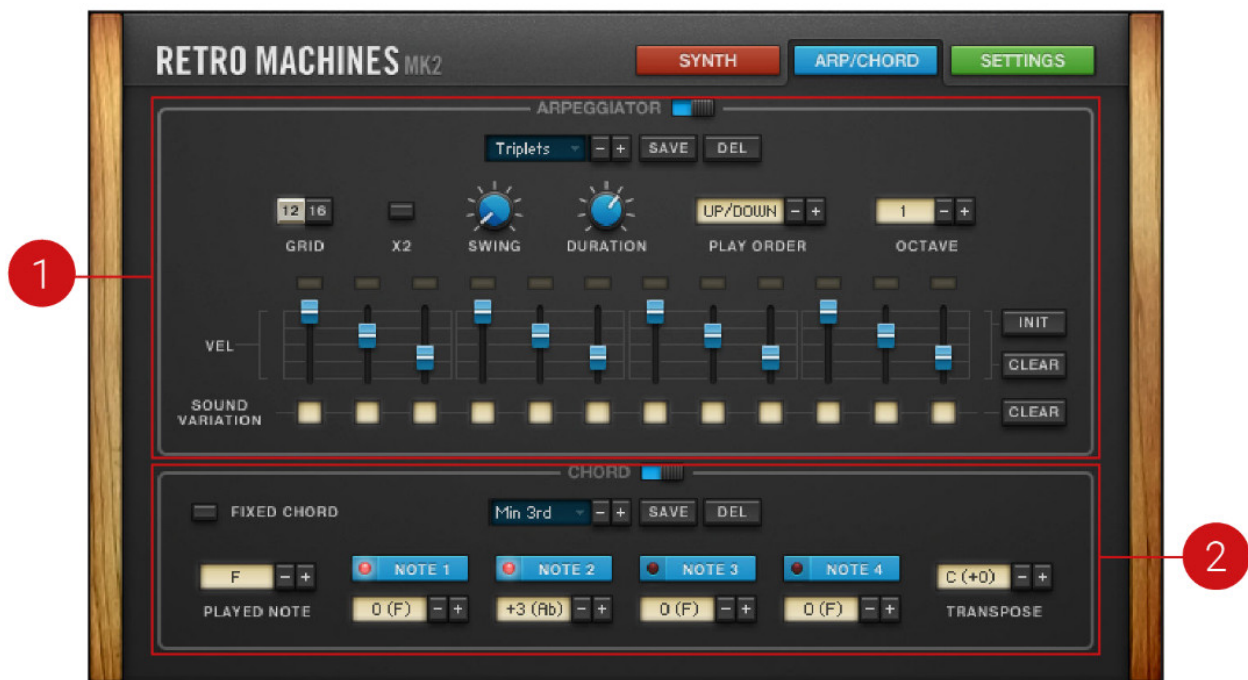 RETRO MACHINES MK2
SYNTH
ARP/CHORD
SETTINGS
ARPEGGIATOR
Triplets - + SAVE DEL
12 16
GRID
X2
SWING
DURATION
UP/DOWN - +
PLAY ORDER
1 - +
OCTAVE
1
VEL
INIT
CLEAR
SOUND
VARIATION
CLEAR
CHORD
FIXED CHORD
Min 3rd - + SAVE DEL
F - +
PLAYED NOTE
NOTE 1
0 (F) - +
NOTE 2
+3 (Ab) - +
NOTE 3
0 (F) - +
NOTE 4
0 (F) - +
C (+0) - +
TRANSPOSE
2